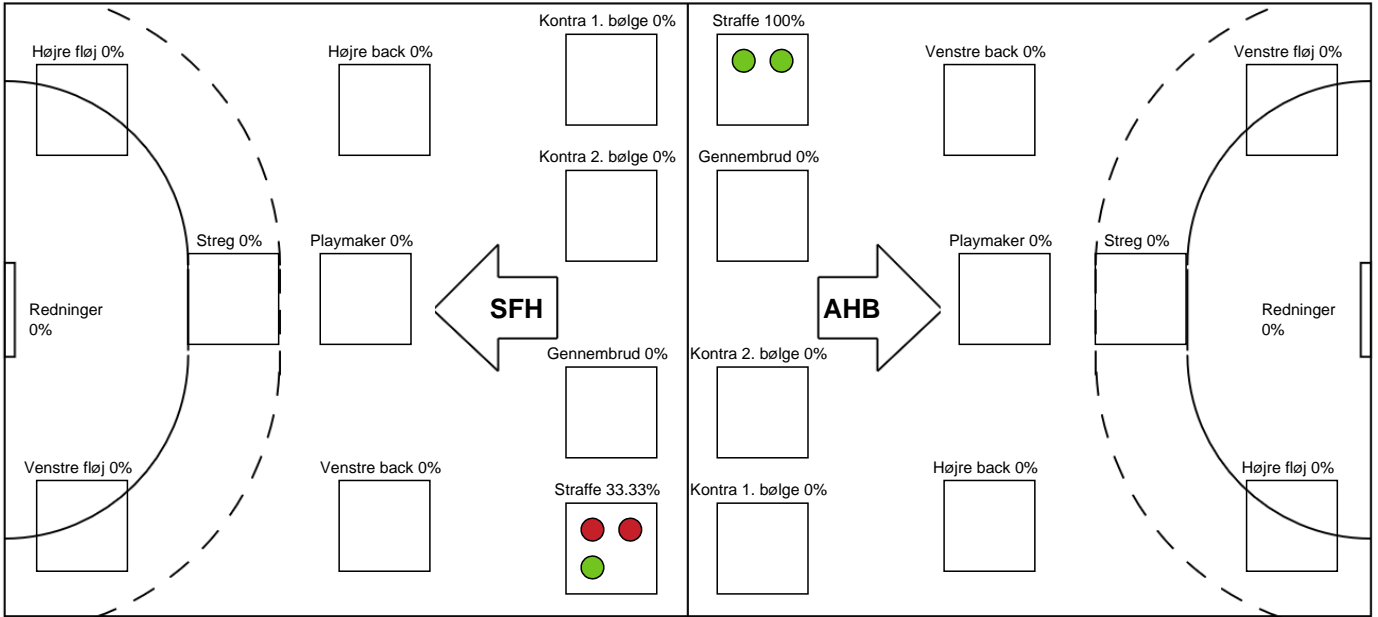 Kontra 1. bølge 0%
Straffe 100%
Højre fløj 0%
Højre back 0%
Venstre back 0%
Venstre fløj 0%
Kontra 2. bølge 0%
Gennembrud 0%
Streg 0%
Playmaker 0%
Playmaker 0%
Streg 0%
Redninger
0%
SFH
AHB
Redninger
0%
Gennembrud 0%
Kontra 2. bølge 0%
Venstre fløj 0%
Venstre back 0%
Højre back 0%
Højre fløj 0%
Straffe 33.33%
Kontra 1. bølge 0%